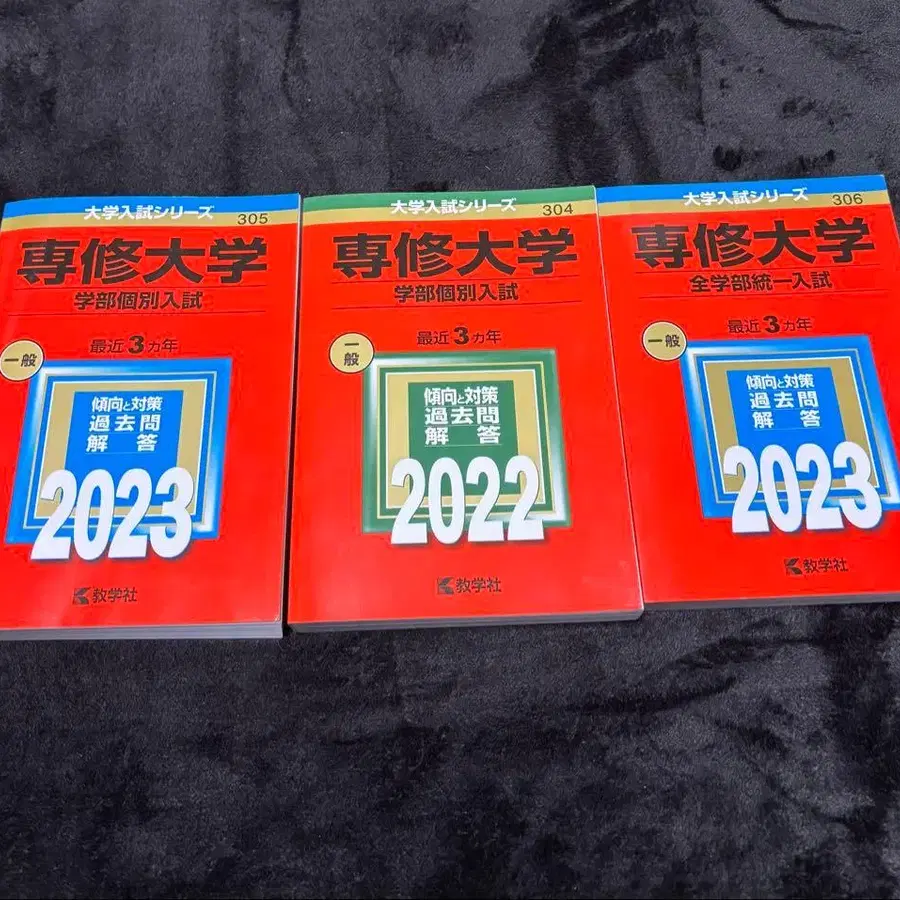 大学入試シリーズ
305
専修大学
学部個別入試
最近3カ年
一般
傾向と対策
過去問
解答
2023
教学社
大学入試シリーズ
304
専修大学
学部個別入試
最近3カ年
一般
傾向と対策
過去問
解答
2022
教学社
大学入試シリーズ
306
専修大学
全学部統一入試
最近3カ年
一般
傾向と対策
過去問
解答
2023
教学社